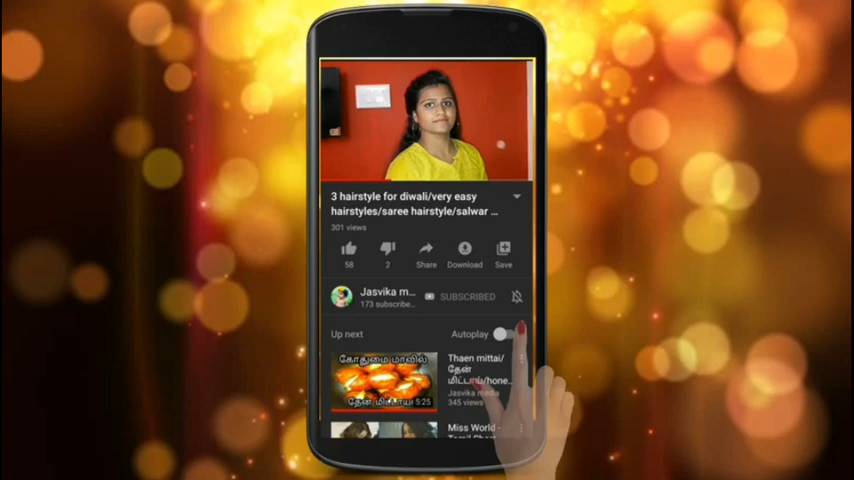 3 hairstyle for diwali/very easy
hairstyles/saree hairstyle/salwar ...
301 views
58
2
Share
Download
Save
Jasvika m...
173 subscribe...
SUBSCRIBED
Up next
Autoplay
கோதுமை மாவில்
தேன் மிட்டாய்
5:25
Thaen mittai/
தேன்
மிட்டாய்/hone...
Jasvika media
345 views
Miss World -